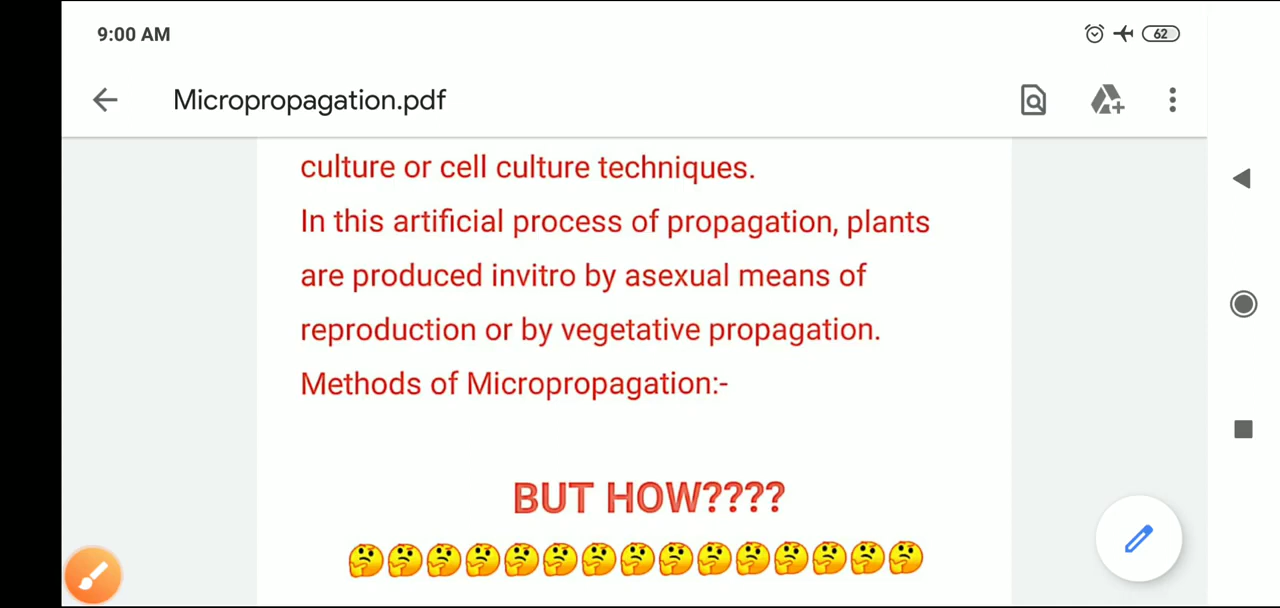 9:00 AM
62
Micropropagation.pdf
culture or cell culture techniques.
In this artificial process of propagation, plants
are produced invitro by asexual means of
reproduction or by vegetative propagation.
Methods of Micropropagation:-
BUT HOW????
🤔🤔🤔🤔🤔🤔🤔🤔🤔🤔🤔🤔🤔🤔🤔